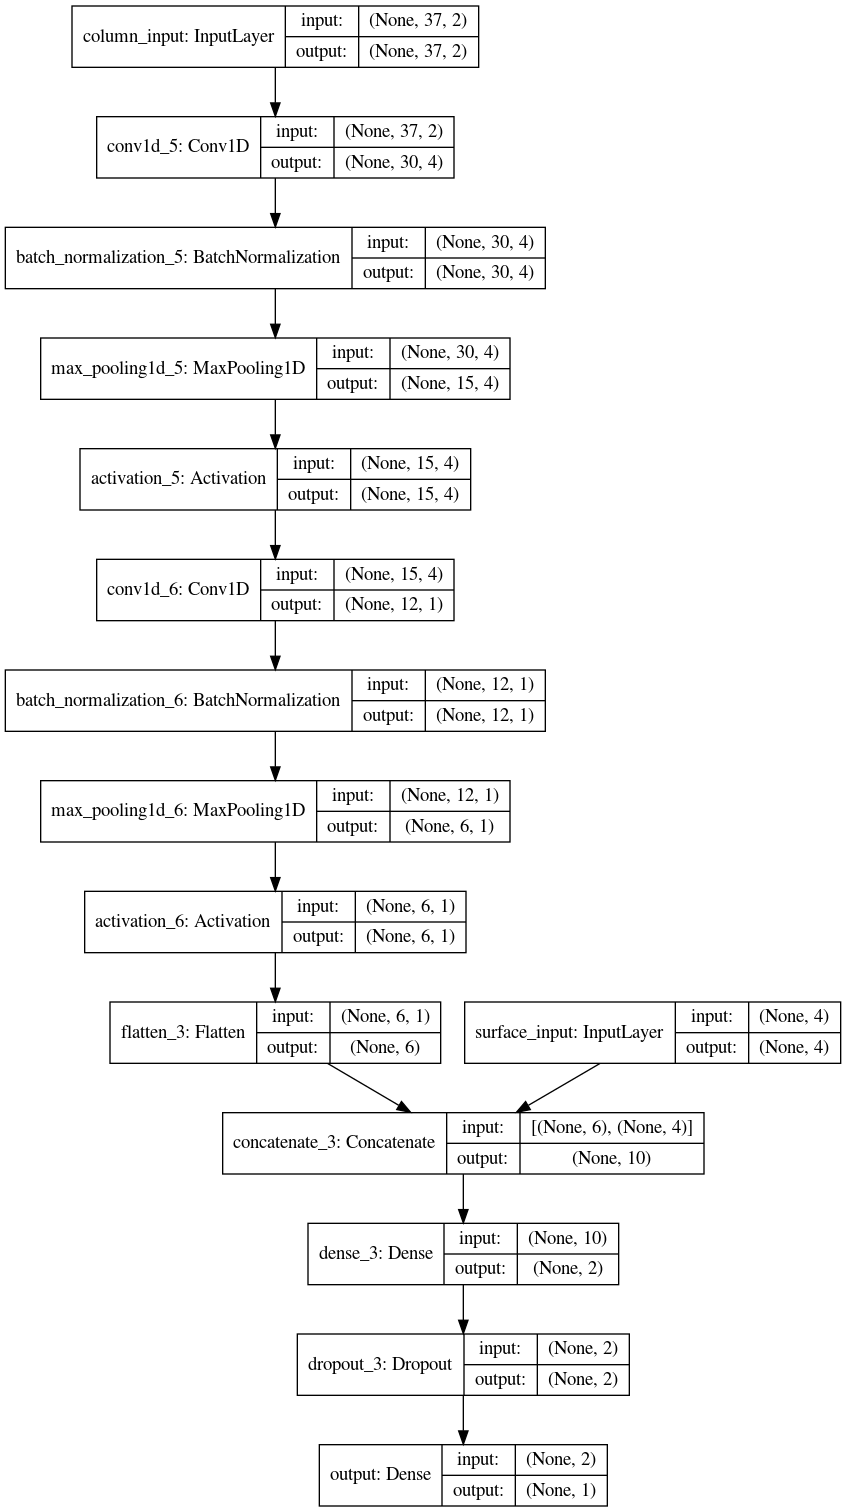 column_input: InputLayer
input: (None, 37, 2)
output: (None, 37, 2)
conv1d_5: Conv1D
input: (None, 37, 2)
output: (None, 30, 4)
batch_normalization_5: BatchNormalization
input: (None, 30, 4)
output: (None, 30, 4)
max_pooling1d_5: MaxPooling1D
input: (None, 30, 4)
output: (None, 15, 4)
activation_5: Activation
input: (None, 15, 4)
output: (None, 15, 4)
conv1d_6: Conv1D
input: (None, 15, 4)
output: (None, 12, 1)
batch_normalization_6: BatchNormalization
input: (None, 12, 1)
output: (None, 12, 1)
max_pooling1d_6: MaxPooling1D
input: (None, 12, 1)
output: (None, 6, 1)
activation_6: Activation
input: (None, 6, 1)
output: (None, 6, 1)
flatten_3: Flatten
input: (None, 6, 1)
output: (None, 6)
surface_input: InputLayer
input: (None, 4)
output: (None, 4)
concatenate_3: Concatenate
input: [(None, 6), (None, 4)]
output: (None, 10)
dense_3: Dense
input: (None, 10)
output: (None, 2)
dropout_3: Dropout
input: (None, 2)
output: (None, 2)
output: Dense
input: (None, 2)
output: (None, 1)